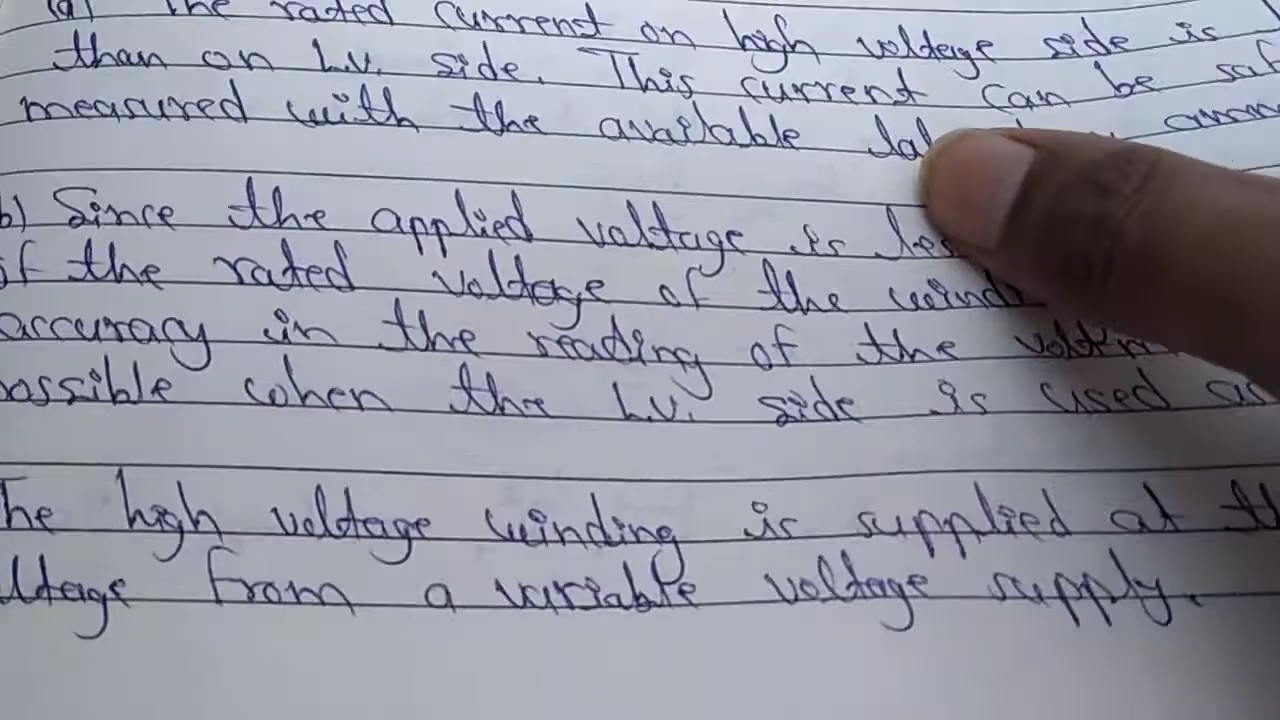 (a) The rated current on high voltage side is
than on L.V. side. This current can be
measured with the available
b) Since the applied voltage is
of the rated voltage of the
accuracy in the reading of the
possible when the L.V. side is used as
The high voltage winding is supplied at
from a variable voltage supply.